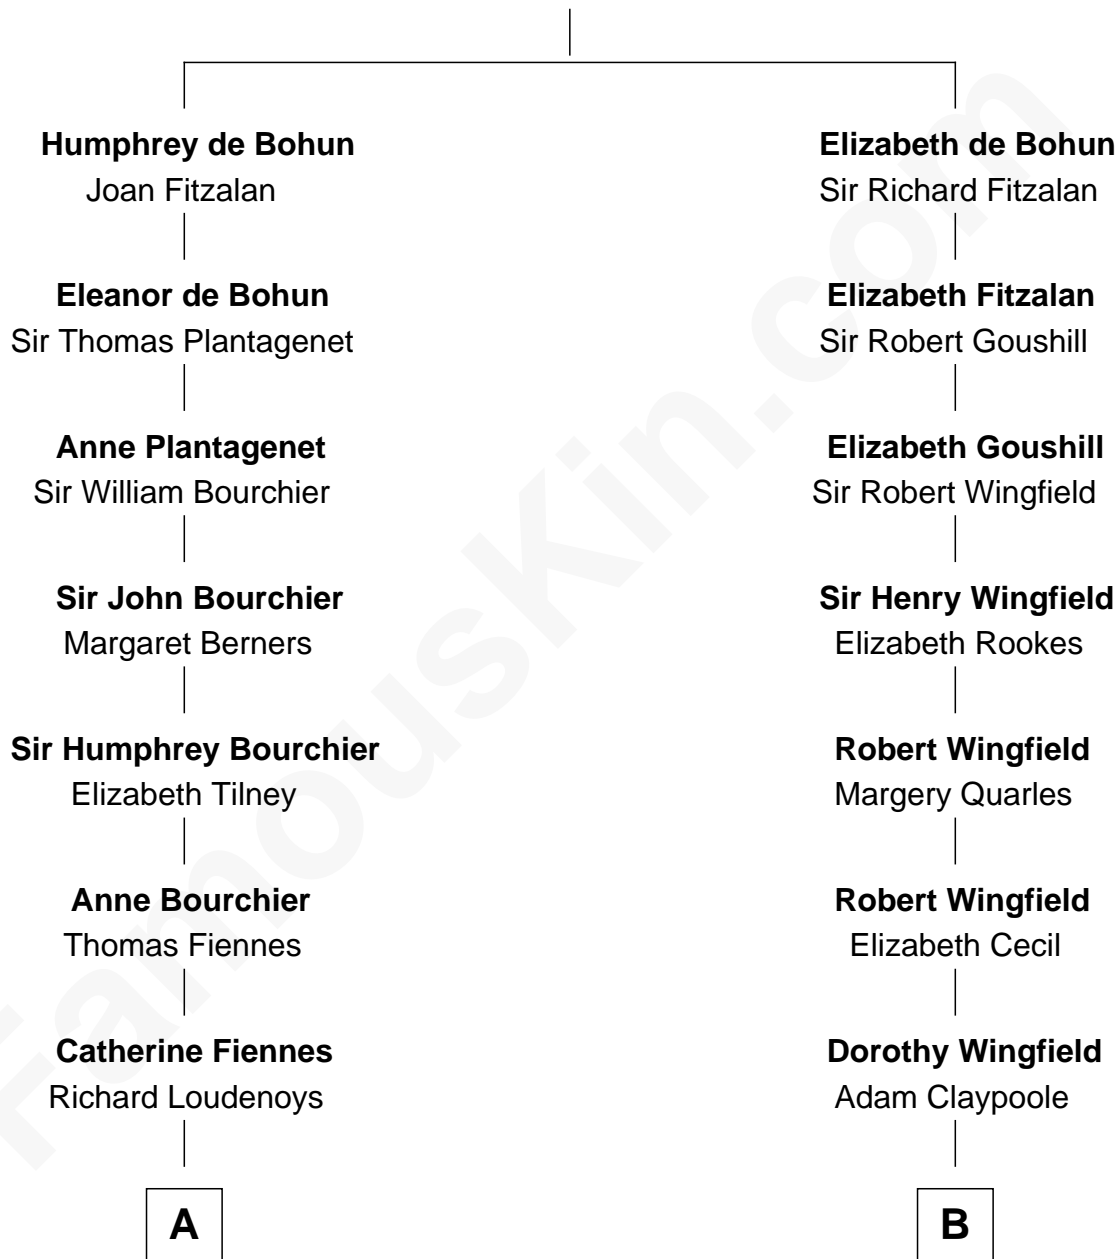 Humphrey de Bohun
Joan Fitzalan
Eleanor de Bohun
Sir Thomas Plantagenet
Anne Plantagenet
Sir William Bourchier
Sir John Bourchier
Margaret Berners
Sir Humphrey Bourchier
Elizabeth Tilney
Anne Bourchier
Thomas Fiennes
Catherine Fiennes
Richard Loudenoys
A
Elizabeth de Bohun
Sir Richard Fitzalan
Elizabeth Fitzalan
Sir Robert Goushill
Elizabeth Goushill
Sir Robert Wingfield
Sir Henry Wingfield
Elizabeth Rookes
Robert Wingfield
Margery Quarles
Robert Wingfield
Elizabeth Cecil
Dorothy Wingfield
Adam Claypoole
B
FamousKin.com